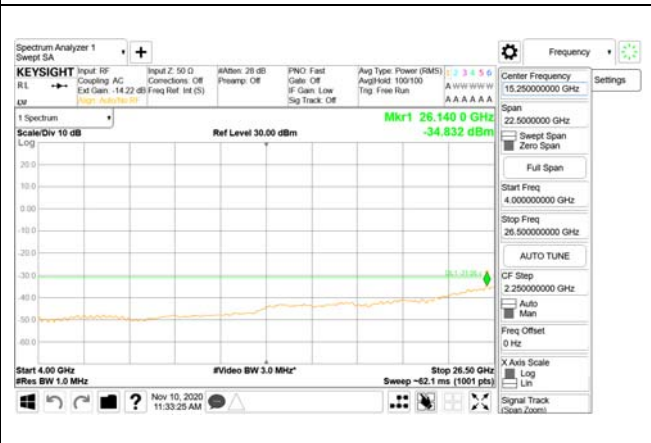 Spectrum Analyzer 1
Swept SA
+
Frequency
KEYSIGHT
RL
Input: RF
Coupling: AC
Ext Gain: -14.22 dB
Align: Auto/No RF
Input Z: 50 Ω
Corrections: Off
Freq Ref: Int (S)
#Atten: 28 dB
Preamp: Off
PNO: Fast
Gate: Off
IF Gain: Low
Sig Track: Off
Avg Type: Power (RMS)
Avg|Hold: 100/100
Trig: Free Run
1 2 3 4 5 6
A W W W W W
A A A A A A
1 Spectrum
Scale/Div 10 dB
Log
Ref Level 30.00 dBm
Mkr1 26.140 0 GHz
-34.832 dBm
20.0
10.0
0.00
-10.0
-20.0
-30.0
-40.0
-50.0
-60.0
Start 4.00 GHz
#Res BW 1.0 MHz
#Video BW 3.0 MHz*
Stop 26.50 GHz
Sweep ~62.1 ms (1001 pts)
Nov 10, 2020
11:33:25 AM
Center Frequency
15.250000000 GHz
Settings
Span
22.5000000 GHz
Swept Span
Zero Span
Full Span
Start Freq
4.000000000 GHz
Stop Freq
26.500000000 GHz
AUTO TUNE
CF Step
2.250000000 GHz
Auto
Man
Freq Offset
0 Hz
X Axis Scale
Log
Lin
Signal Track
(Span Zoom)